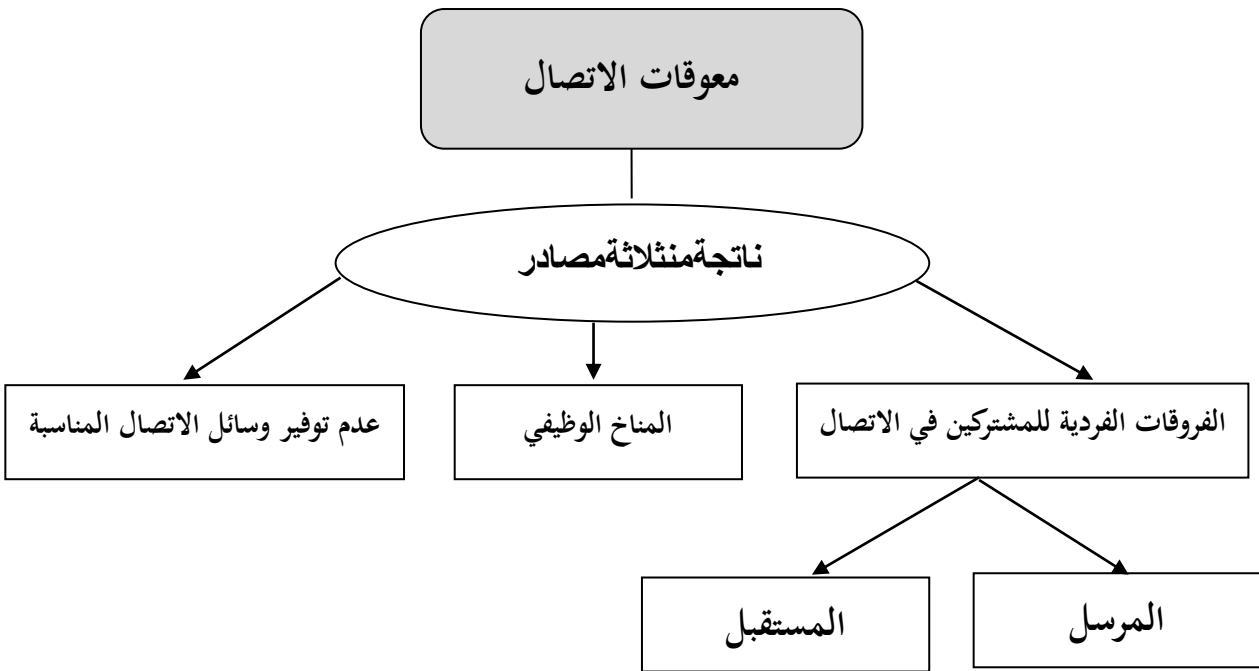 معوقات الاتصال
ناتجةمنثلاثةمصادر
الفروقات الفردية للمشتركين في الاتصال
المناخ الوظيفي
عدم توفير وسائل الاتصال المناسبة
المرسل
المستقبل